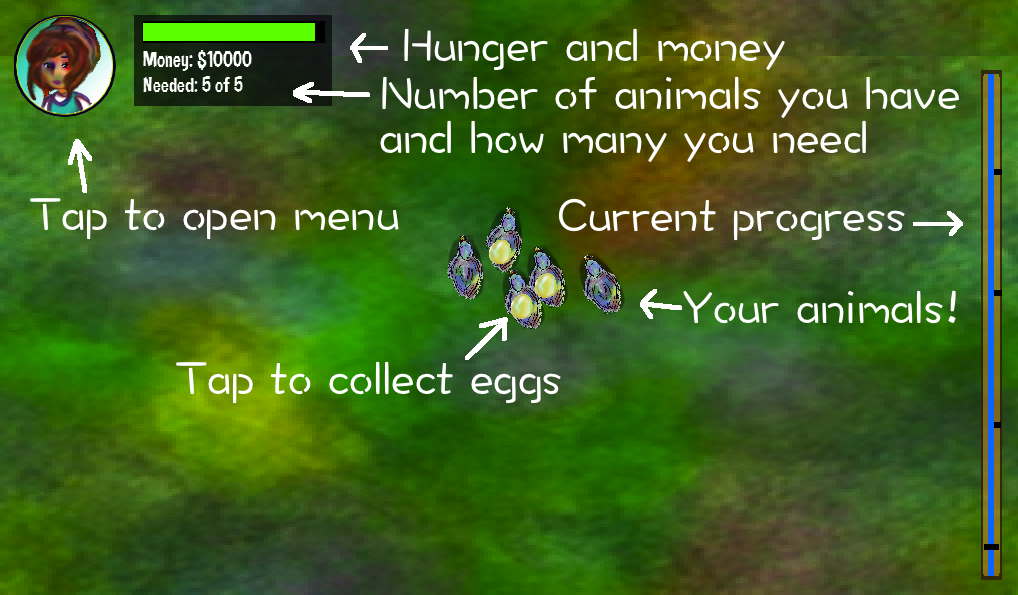 Money: $10000
Needed: 5 of 5
Hunger and money
Number of animals you have
and how many you need
Tap to open menu
Current progress
Your animals!
Tap to collect eggs